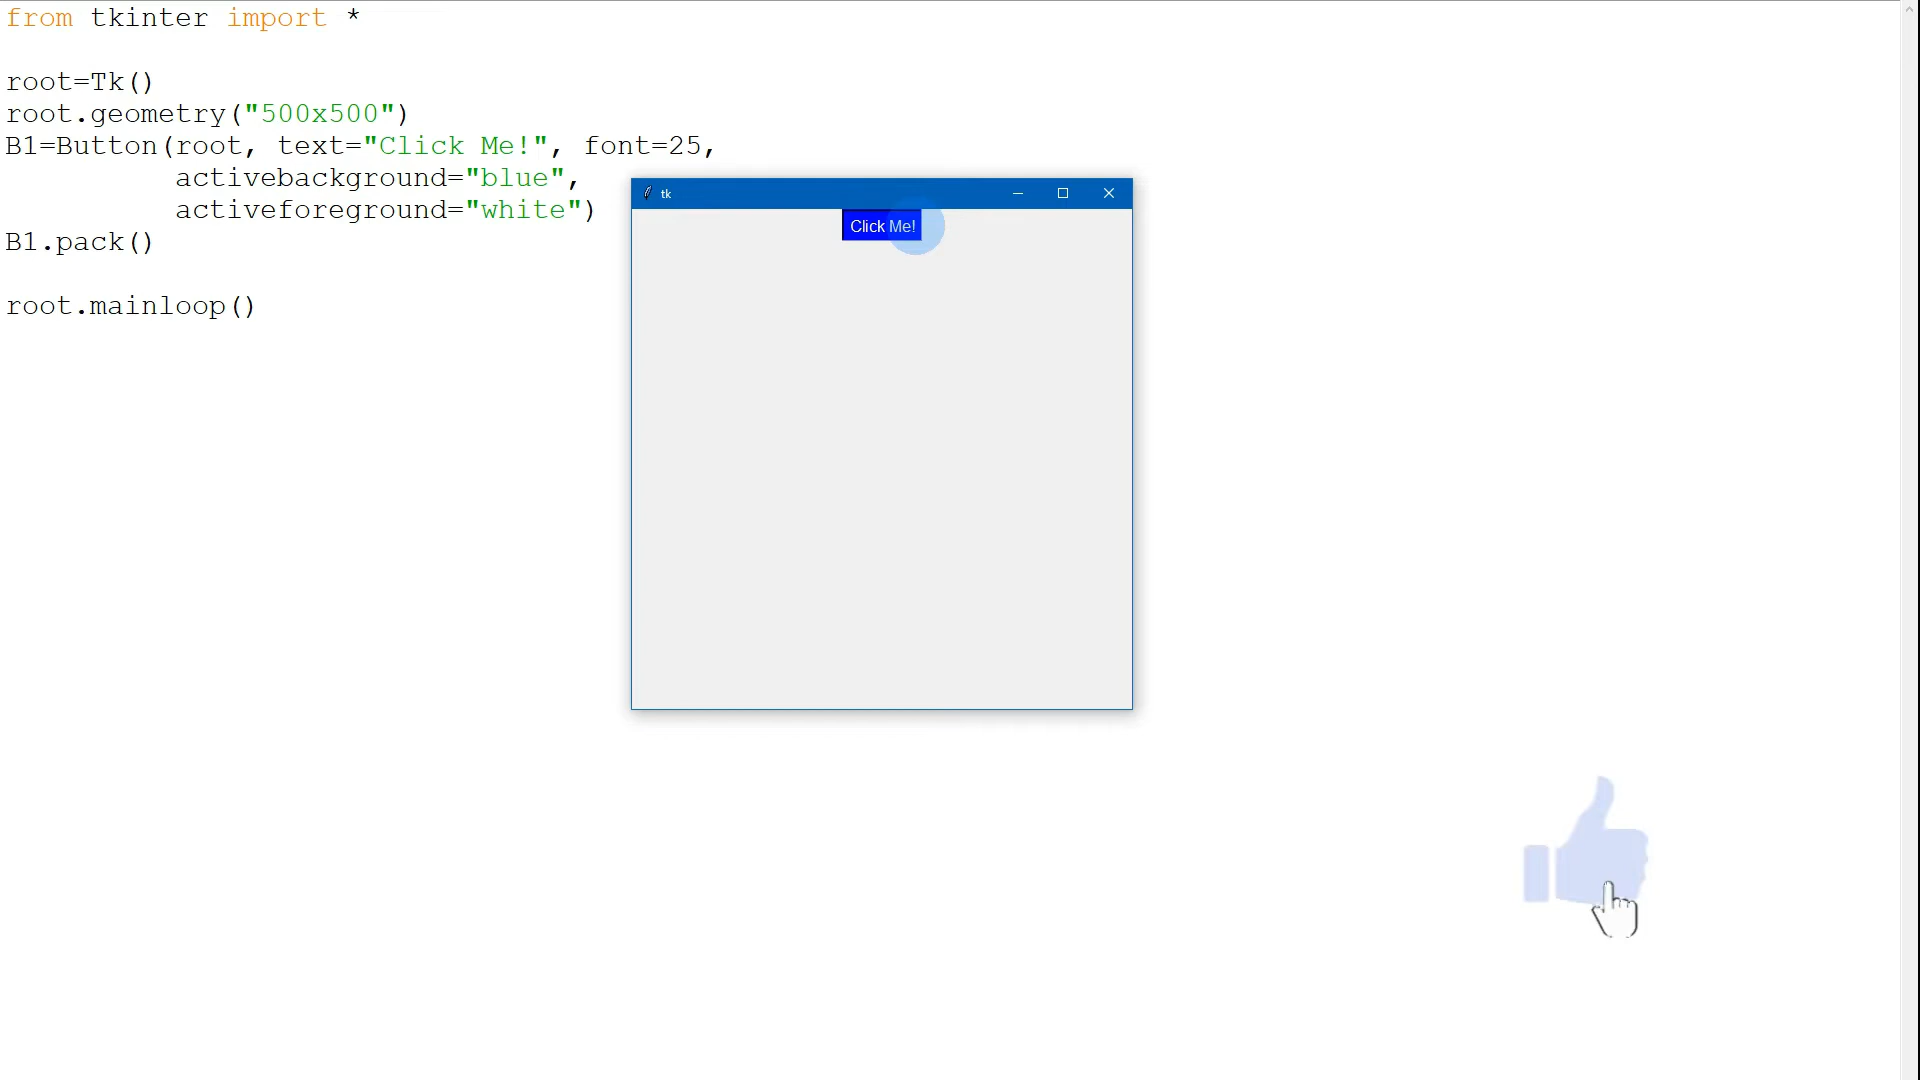 from tkinter import *
root=Tk()
root.geometry("500x500")
B1=Button(root, text="Click Me!", font=25,
activebackground="blue",
activeforeground="white")
B1.pack()
root.mainloop()
tk
Click Me!